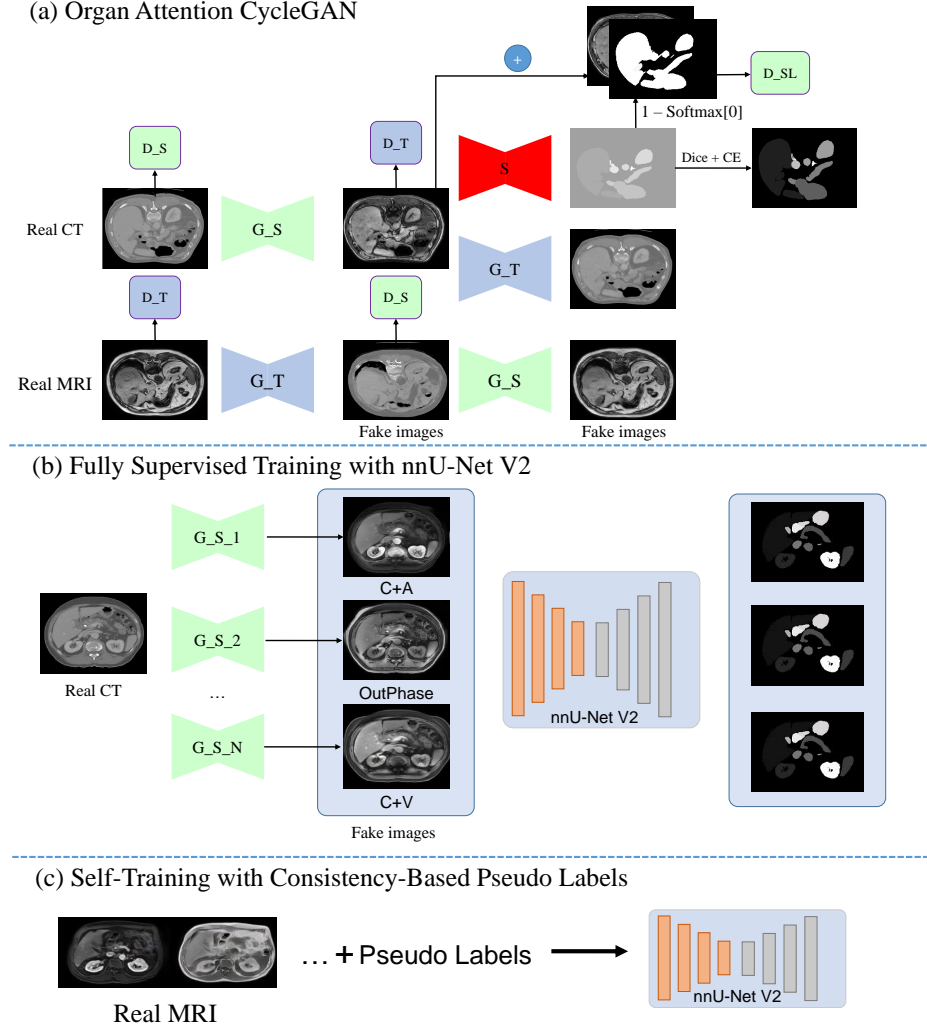 (a) Organ Attention CycleGAN
+
D_SL
1 – Softmax[0]
D_S
D_T
S
Dice + CE
Real CT
G_S
G_T
D_T
D_S
Real MRI
G_T
G_S
Fake images
Fake images
(b) Fully Supervised Training with nnU-Net V2
G_S_1
C+A
G_S_2
Real CT
OutPhase
…
nnU-Net V2
G_S_N
C+V
Fake images
(c) Self-Training with Consistency-Based Pseudo Labels
… + Pseudo Labels
nnU-Net V2
Real MRI